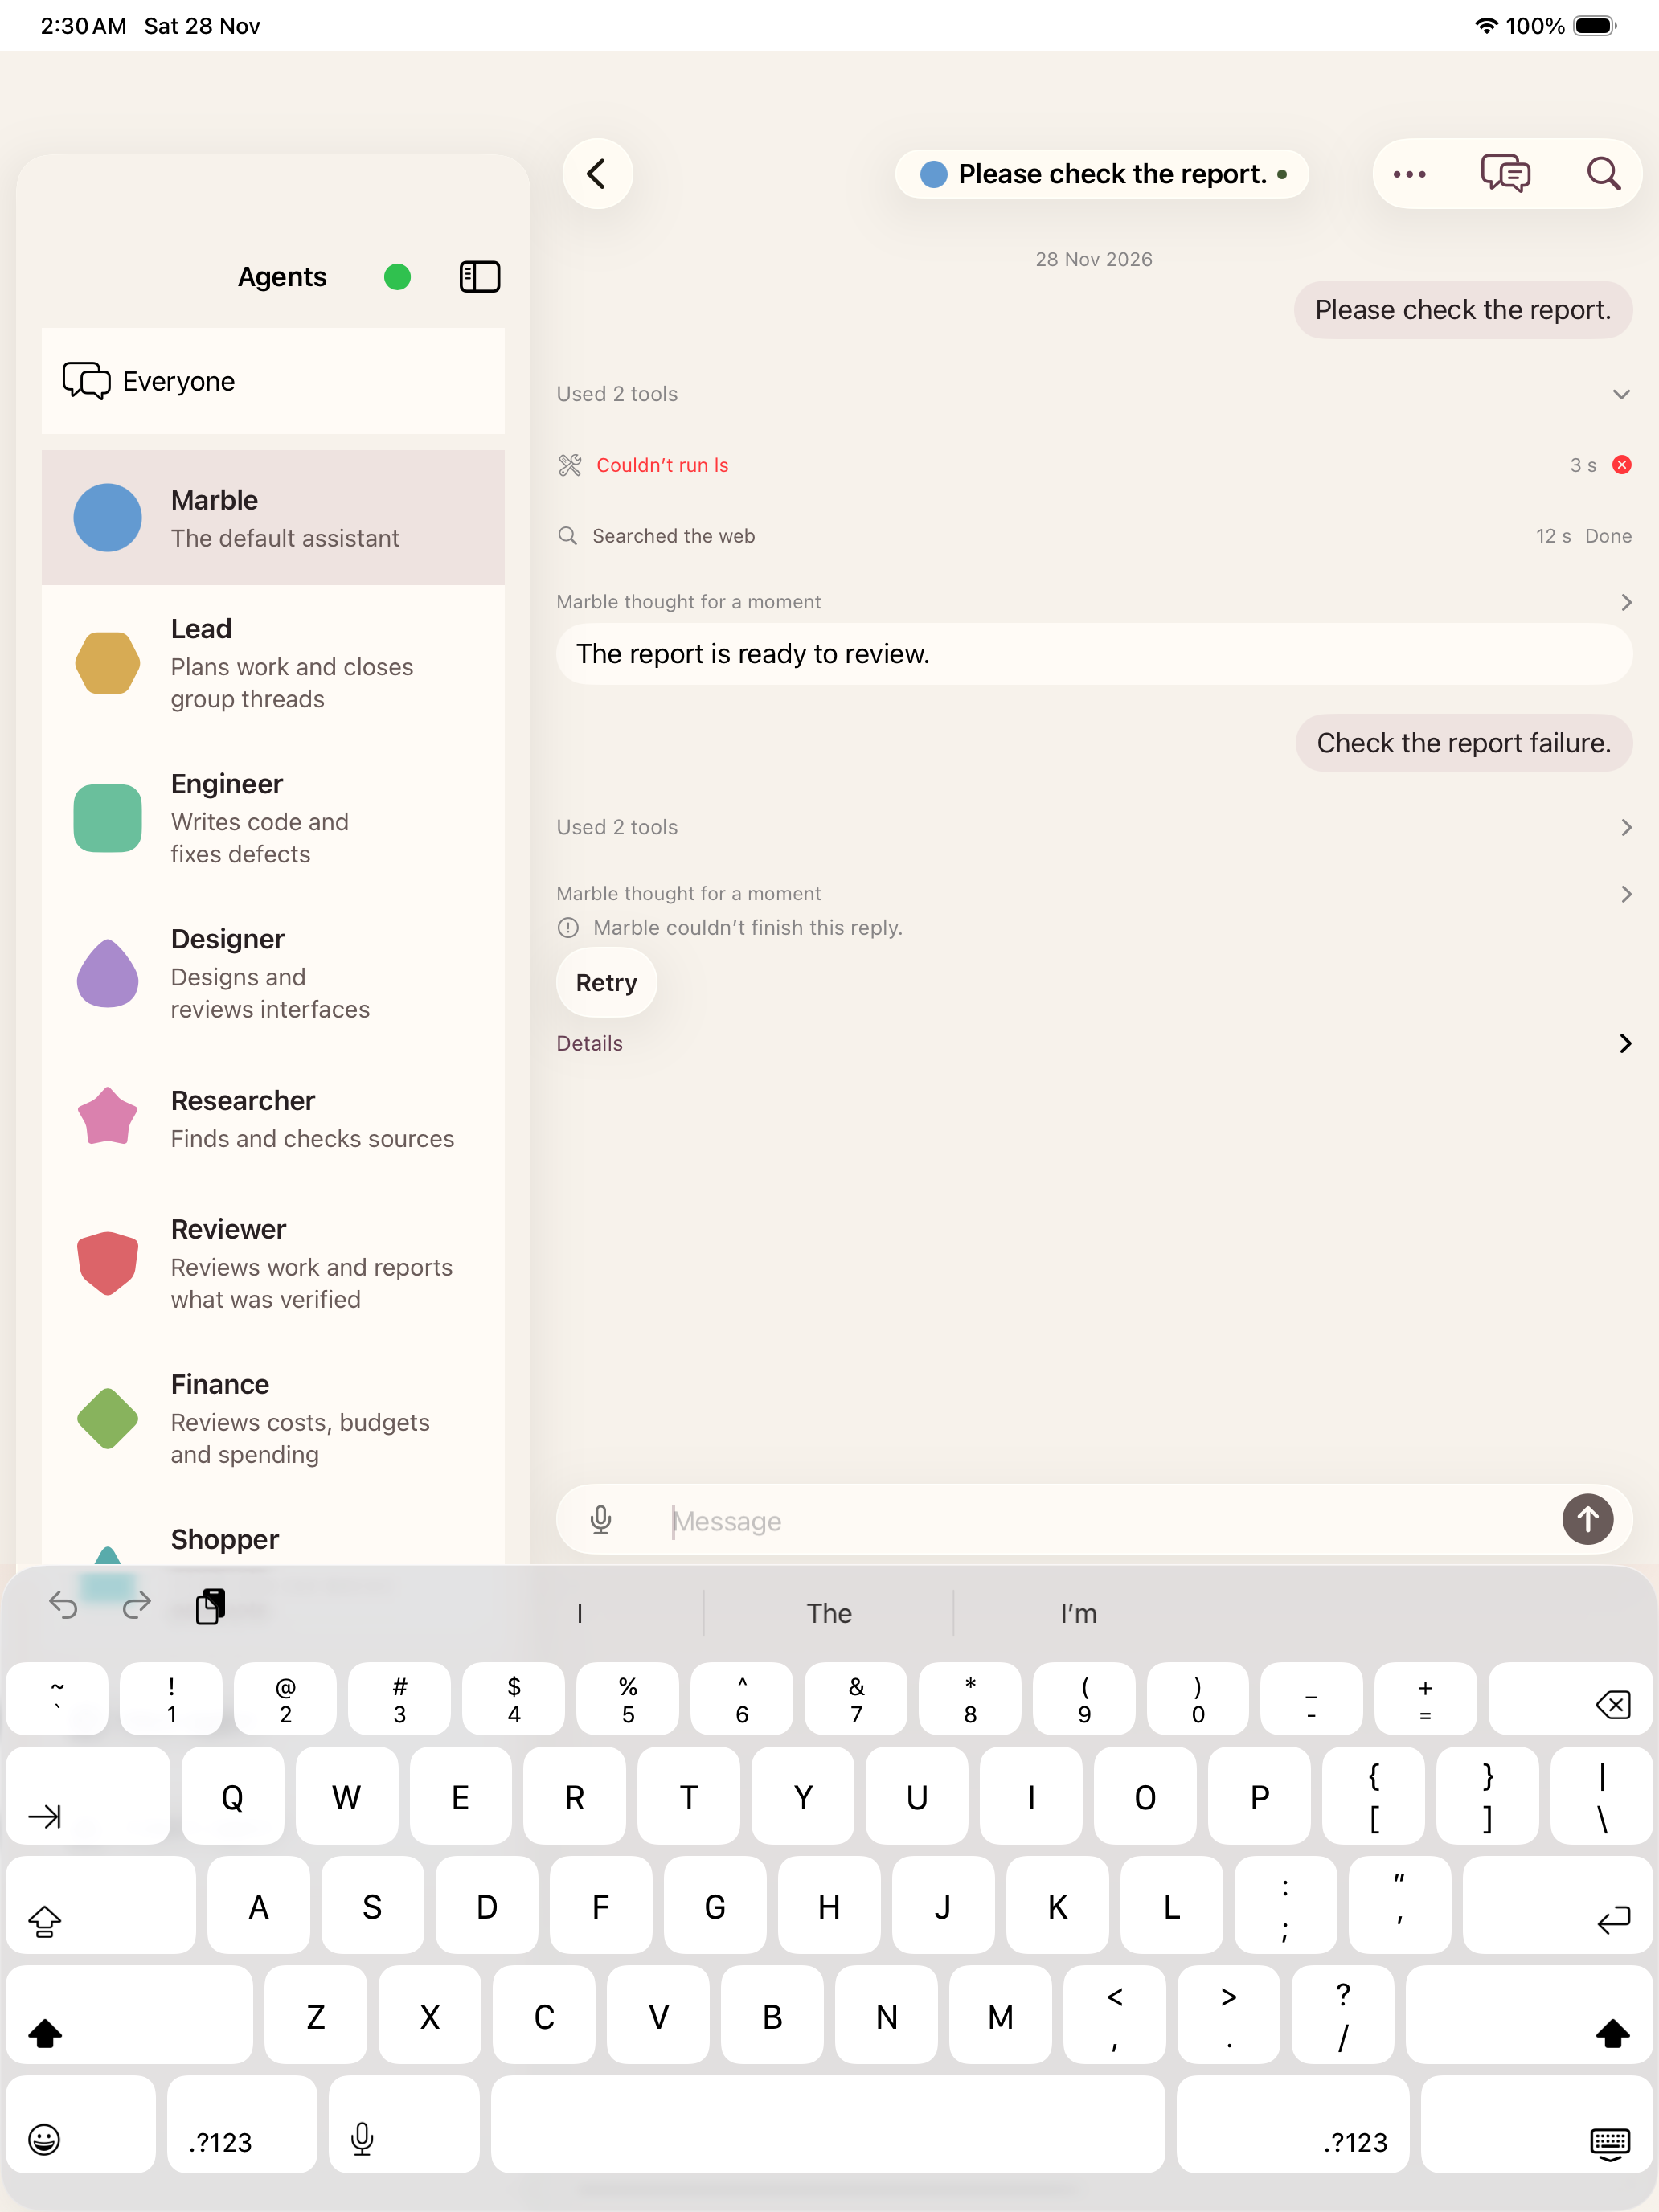 2:30 AM Sat 28 Nov
100%
Agents
Everyone
Marble
The default assistant
Lead
Plans work and closes
group threads
Engineer
Writes code and
fixes defects
Designer
Designs and
reviews interfaces
Researcher
Finds and checks sources
Reviewer
Reviews work and reports
what was verified
Finance
Reviews costs, budgets
and spending
Shopper
Please check the report.
28 Nov 2026
Please check the report.
Used 2 tools
Couldn’t run ls 3 s
Searched the web 12 s Done
Marble thought for a moment
The report is ready to review.
Check the report failure.
Used 2 tools
Marble thought for a moment
Marble couldn’t finish this reply.
Retry
Details
Message
I The I’m
~ ! @ # $ % ^ & * ( ) _ +
` 1 2 3 4 5 6 7 8 9 0 - =
Q W E R T Y U I O P { } |
[ ] \
A S D F G H J K L : "
; '
Z X C V B N M < > ?
, . /
.?123 .?123